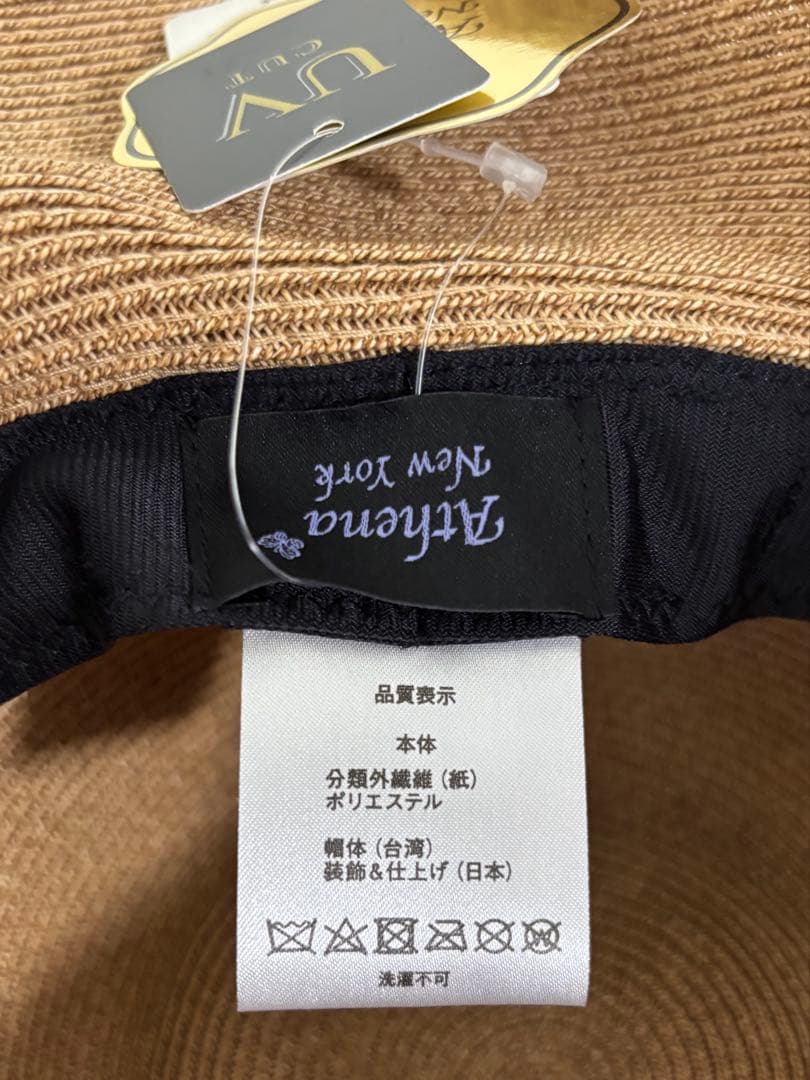 UV
CUT
Athena
New York
品質表示
本体
分類外繊維(紙)
ポリエステル
帽体(台湾)
装飾&仕上げ(日本)
W
洗濯不可